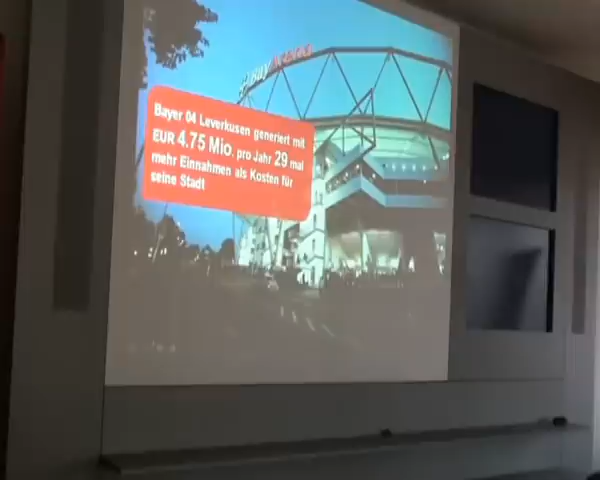 BayArena
Bayer 04 Leverkusen generiert mit
EUR 4.75 Mio. pro Jahr 29 mal
mehr Einnahmen als Kosten für
seine Stadt